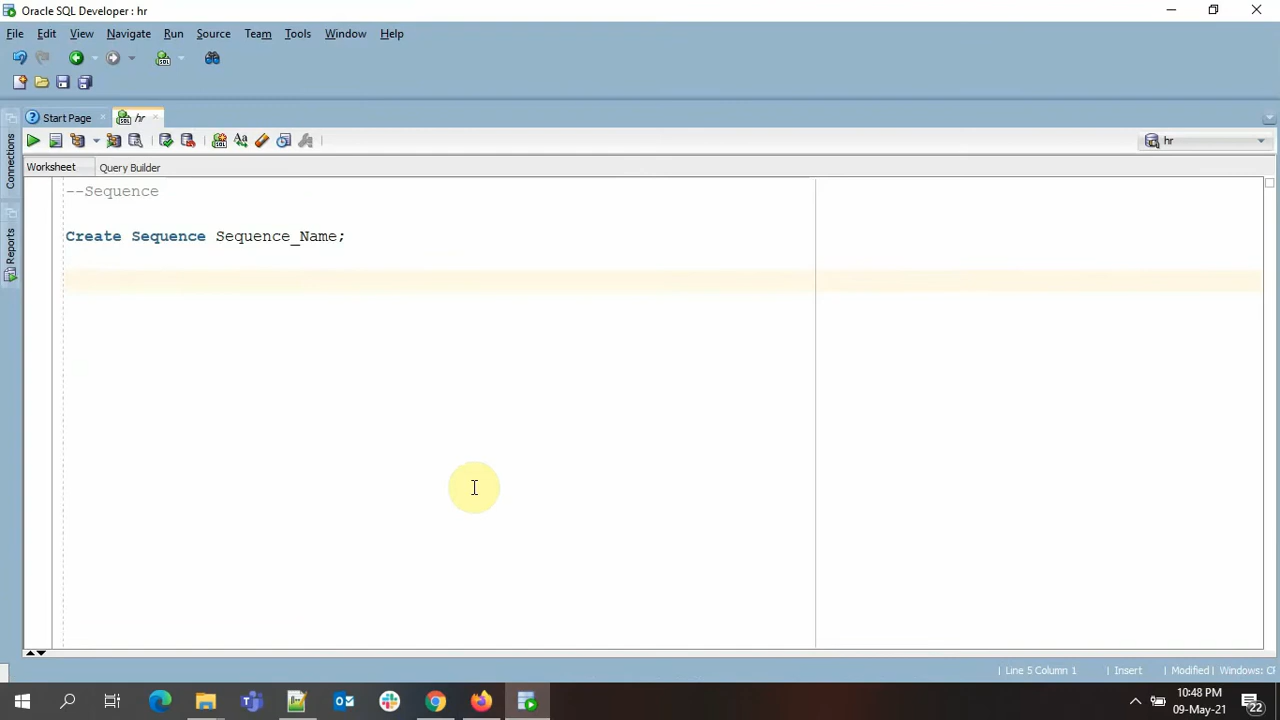 Oracle SQL Developer : hr
File Edit View Navigate Run Source Team Tools Window Help
Start Page hr
hr
Worksheet Query Builder
Connections
Reports
--Sequence
Create Sequence Sequence_Name;
Line 5 Column 1 Insert Modified Windows:
10:48 PM
09-May-21
22